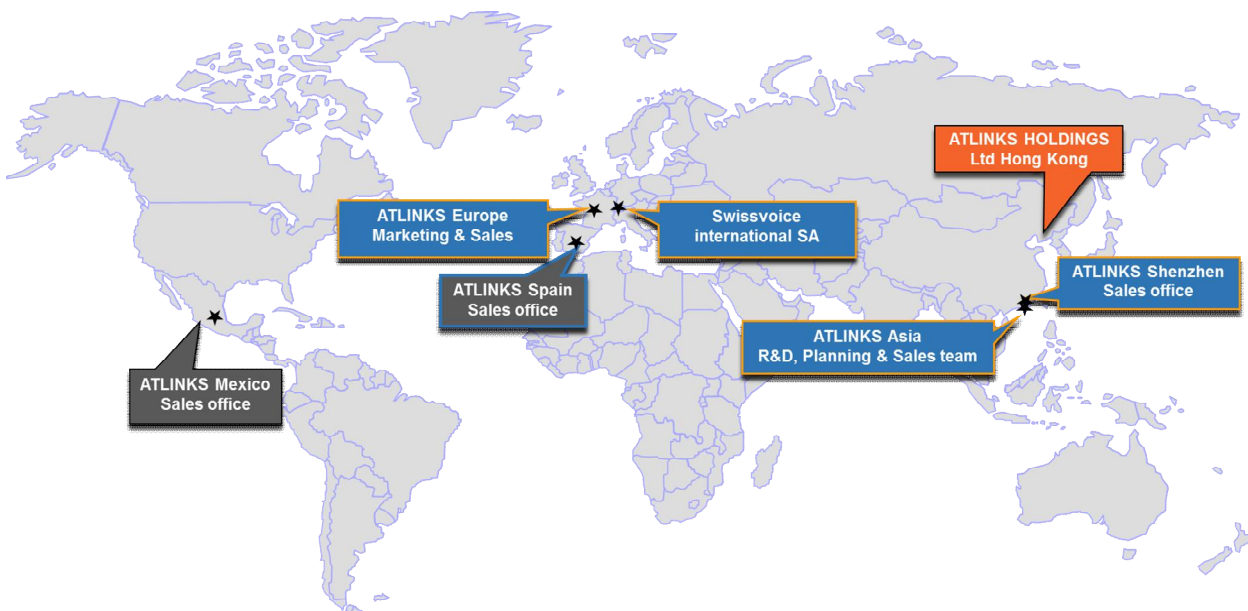 ATLINKS HOLDINGS
Ltd Hong Kong
ATLINKS Europe
Marketing & Sales
Swissvoice
international SA
ATLINKS Spain
Sales office
ATLINKS Shenzhen
Sales office
ATLINKS Asia
R&D, Planning & Sales team
ATLINKS Mexico
Sales office